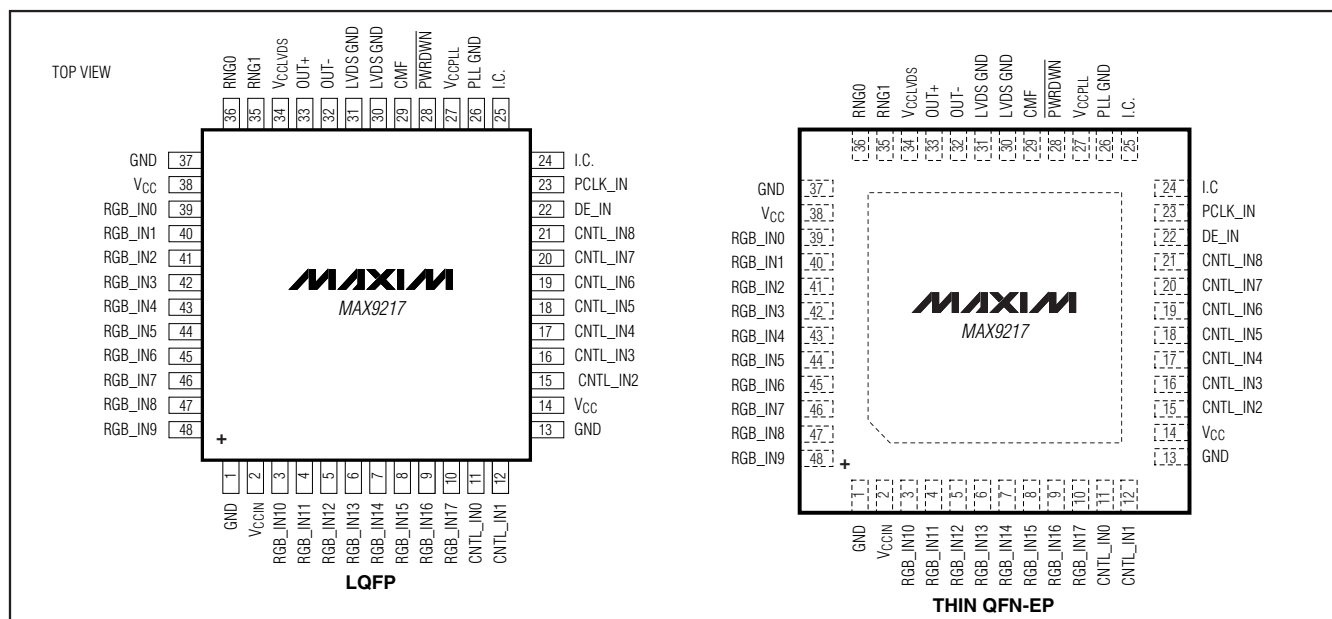 TOP VIEW
RNG0
RNG1
VCCLVDS
OUT+
OUT-
LVDS GND
LVDS GND
CMF
PWRDWN
VCCPLL
PLL GND
I.C.
36
35
34
33
32
31
30
29
28
27
26
25
GND 37
VCC 38
RGB_IN0 39
RGB_IN1 40
RGB_IN2 41
RGB_IN3 42
RGB_IN4 43
RGB_IN5 44
RGB_IN6 45
RGB_IN7 46
RGB_IN8 47
RGB_IN9 48
MAXIM
MAX9217
24 I.C.
23 PCLK_IN
22 DE_IN
21 CNTL_IN8
20 CNTL_IN7
19 CNTL_IN6
18 CNTL_IN5
17 CNTL_IN4
16 CNTL_IN3
15 CNTL_IN2
14 VCC
13 GND
+
1
2
3
4
5
6
7
8
9
10
11
12
GND
VCCIN
RGB_IN10
RGB_IN11
RGB_IN12
RGB_IN13
RGB_IN14
RGB_IN15
RGB_IN16
RGB_IN17
CNTL_IN0
CNTL_IN1
LQFP
RNG0
RNG1
VCCLVDS
OUT+
OUT-
LVDS GND
LVDS GND
CMF
PWRDWN
VCCPLL
PLL GND
I.C.
36
35
34
33
32
31
30
29
28
27
26
25
GND 37
VCC 38
RGB_IN0 39
RGB_IN1 40
RGB_IN2 41
RGB_IN3 42
RGB_IN4 43
RGB_IN5 44
RGB_IN6 45
RGB_IN7 46
RGB_IN8 47
RGB_IN9 48
MAXIM
MAX9217
24 I.C
23 PCLK_IN
22 DE_IN
21 CNTL_IN8
20 CNTL_IN7
19 CNTL_IN6
18 CNTL_IN5
17 CNTL_IN4
16 CNTL_IN3
15 CNTL_IN2
14 VCC
13 GND
+
1
2
3
4
5
6
7
8
9
10
11
12
GND
VCCIN
RGB_IN10
RGB_IN11
RGB_IN12
RGB_IN13
RGB_IN14
RGB_IN15
RGB_IN16
RGB_IN17
CNTL_IN0
CNTL_IN1
THIN QFN-EP